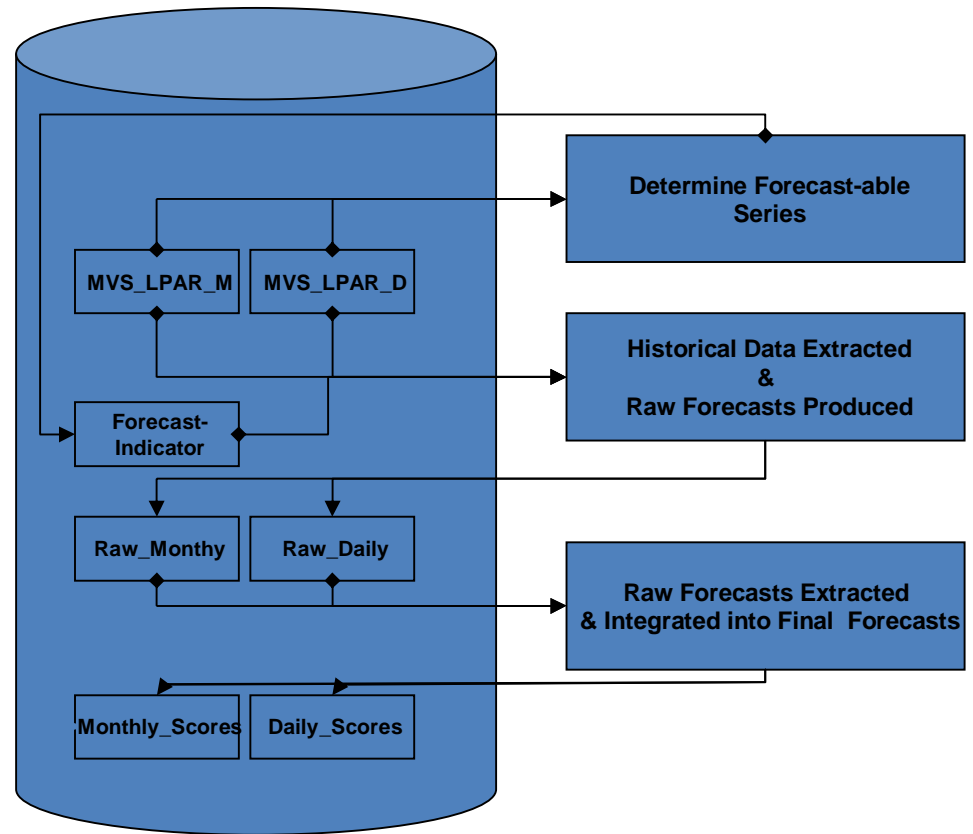 Determine Forecast-able
Series
MVS_LPAR_M
MVS_LPAR_D
Historical Data Extracted
&
Raw Forecasts Produced
Forecast-
Indicator
Raw_Monthy
Raw_Daily
Raw Forecasts Extracted
& Integrated into Final Forecasts
Monthly_Scores
Daily_Scores